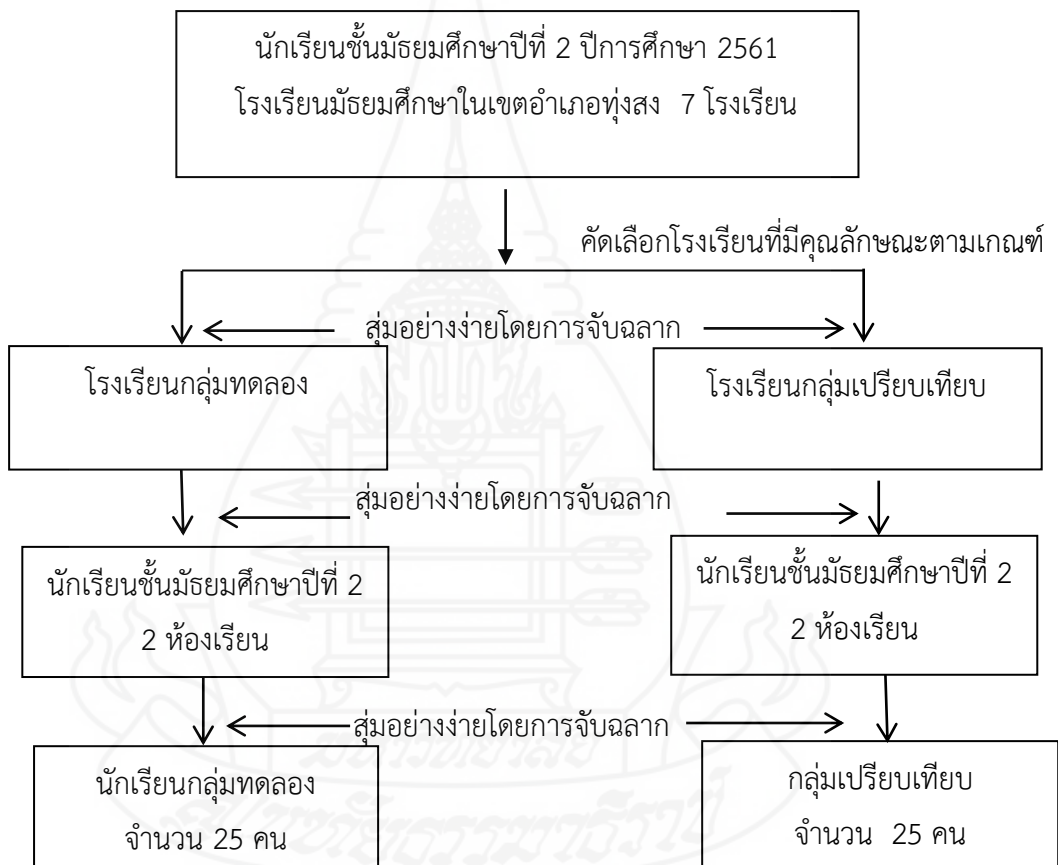 นักเรียนชั้นมัธยมศึกษาปีที่ 2 ปีการศึกษา 2561
โรงเรียนมัธยมศึกษาในเขตอำเภอทุ่งสง 7 โรงเรียน
คัดเลือกโรงเรียนที่มีคุณลักษณะตามเกณฑ์
สุ่มอย่างง่ายโดยการจับฉลาก
โรงเรียนกลุ่มทดลอง
โรงเรียนกลุ่มเปรียบเทียบ
สุ่มอย่างง่ายโดยการจับฉลาก
นักเรียนชั้นมัธยมศึกษาปีที่ 2
2 ห้องเรียน
นักเรียนชั้นมัธยมศึกษาปีที่ 2
2 ห้องเรียน
สุ่มอย่างง่ายโดยการจับฉลาก
นักเรียนกลุ่มทดลอง
จำนวน 25 คน
กลุ่มเปรียบเทียบ
จำนวน 25 คน